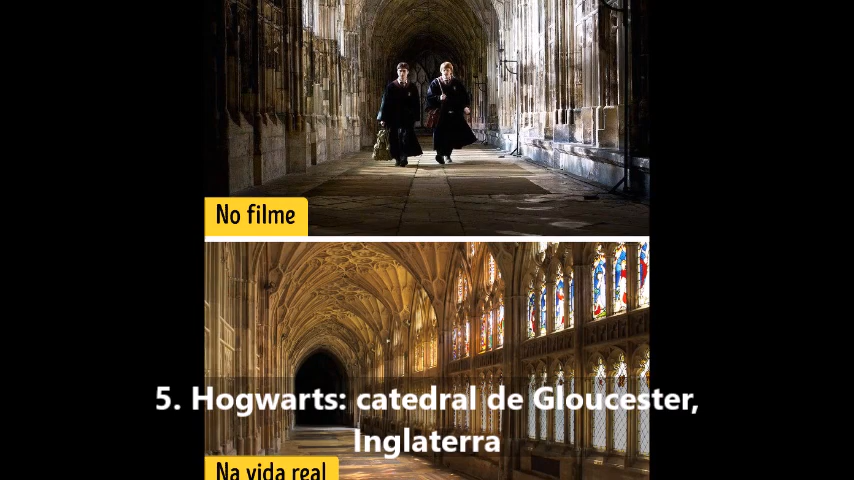 No filme
5. Hogwarts: catedral de Gloucester,
Inglaterra
Na vida real